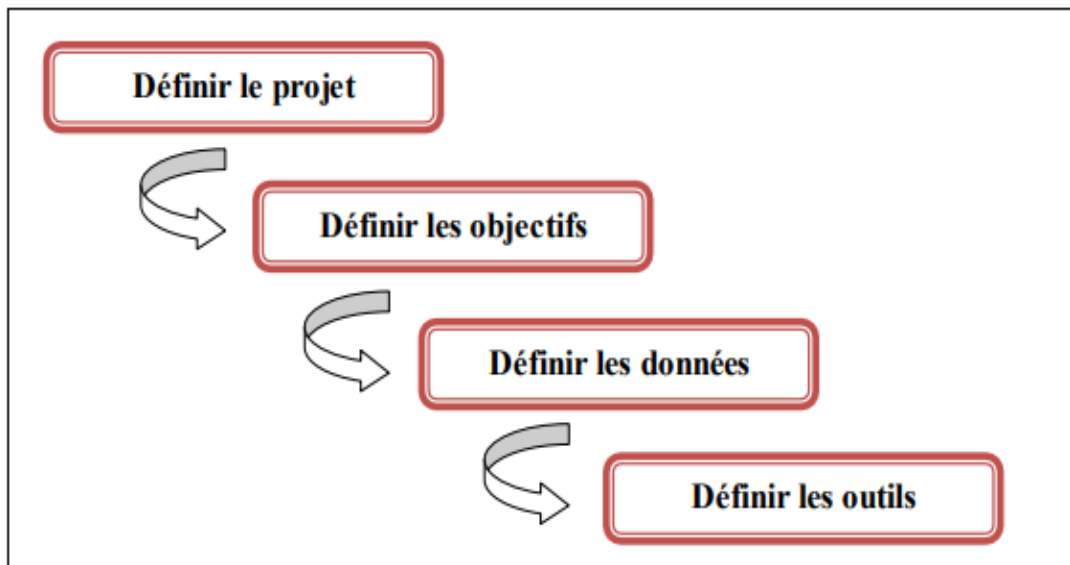 Définir le projet
Définir les objectifs
Définir les données
Définir les outils